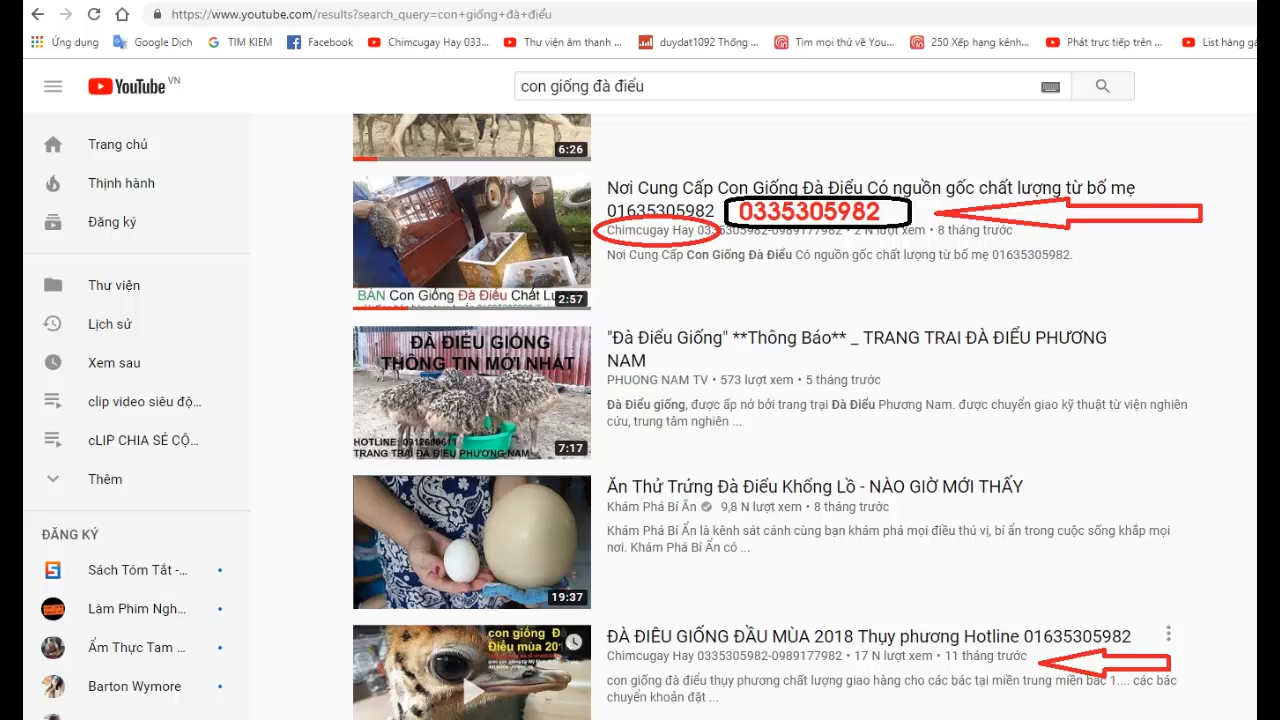 https://www.youtube.com/results?search_query=con+giống+đà+điểu
Ứng dụng
Google Dịch
TIM KIEM
Facebook
Chimcugay Hay 033...
Thư viện âm thanh ...
duydat1092 Thống ...
Tìm mọi thứ về You...
250 Xếp hạng kênh...
Phát trực tiếp trên ...
List hàng gá
YouTube VN
con giống đà điểu
Trang chủ
Thịnh hành
Đăng ký
Thư viện
Lịch sử
Xem sau
clip video siêu độ...
cLIP CHIA SẺ CỘ...
Thêm
ĐĂNG KÝ
Sách Tóm Tắt -...
Làm Phim Ngh...
Ẩm Thực Tam ...
Barton Wymore
6:26
BÁN Con Giống Đà Điểu Chất Lư
2:57
Nơi Cung Cấp Con Giống Đà Điểu Có nguồn gốc chất lượng từ bố mẹ
01635305982 0335305982
Chimcugay Hay 0335305982-0989177982 • 2 N lượt xem • 8 tháng trước
Nơi Cung Cấp Con Giống Đà Điểu Có nguồn gốc chất lượng từ bố mẹ 01635305982.
ĐÀ ĐIỂU GIỐNG
THÔNG TIN MỚI NHẤT
HOTLINE: 0912600611
TRANG TRẠI ĐÀ ĐIỂU PHƯƠNG NAM
7:17
"Đà Điểu Giống" **Thông Báo** _ TRANG TRAI ĐÀ ĐIỂU PHƯƠNG
NAM
PHUONG NAM TV • 573 lượt xem • 5 tháng trước
Đà Điểu giống, được ấp nở bởi trang trại Đà Điểu Phương Nam. được chuyển giao kỹ thuật từ viện nghiên
cứu, trung tâm nghiên ...
19:37
Ăn Thử Trứng Đà Điểu Khổng Lồ - NÀO GIỜ MỚI THẤY
Khám Phá Bí Ẩn 9,8 N lượt xem • 8 tháng trước
Khám Phá Bí Ẩn là kênh sát cánh cùng bạn khám phá mọi điều thú vị, bí ẩn trong cuộc sống khắp mọi
nơi. Khám Phá Bí Ẩn có ...
con giống Đ
Điểu mùa 201
ĐÀ ĐIÊU GIỐNG ĐẦU MÙA 2018 Thụy phương Hotline 01635305982
Chimcugay Hay 0335305982-0989177982 • 17 N lượt xem • 11 tháng trước
con giống đà điểu thụy phương chất lượng giao hàng cho các bác tại miền trung miền bắc 1.... các bác
chuyển khoản đặt ...